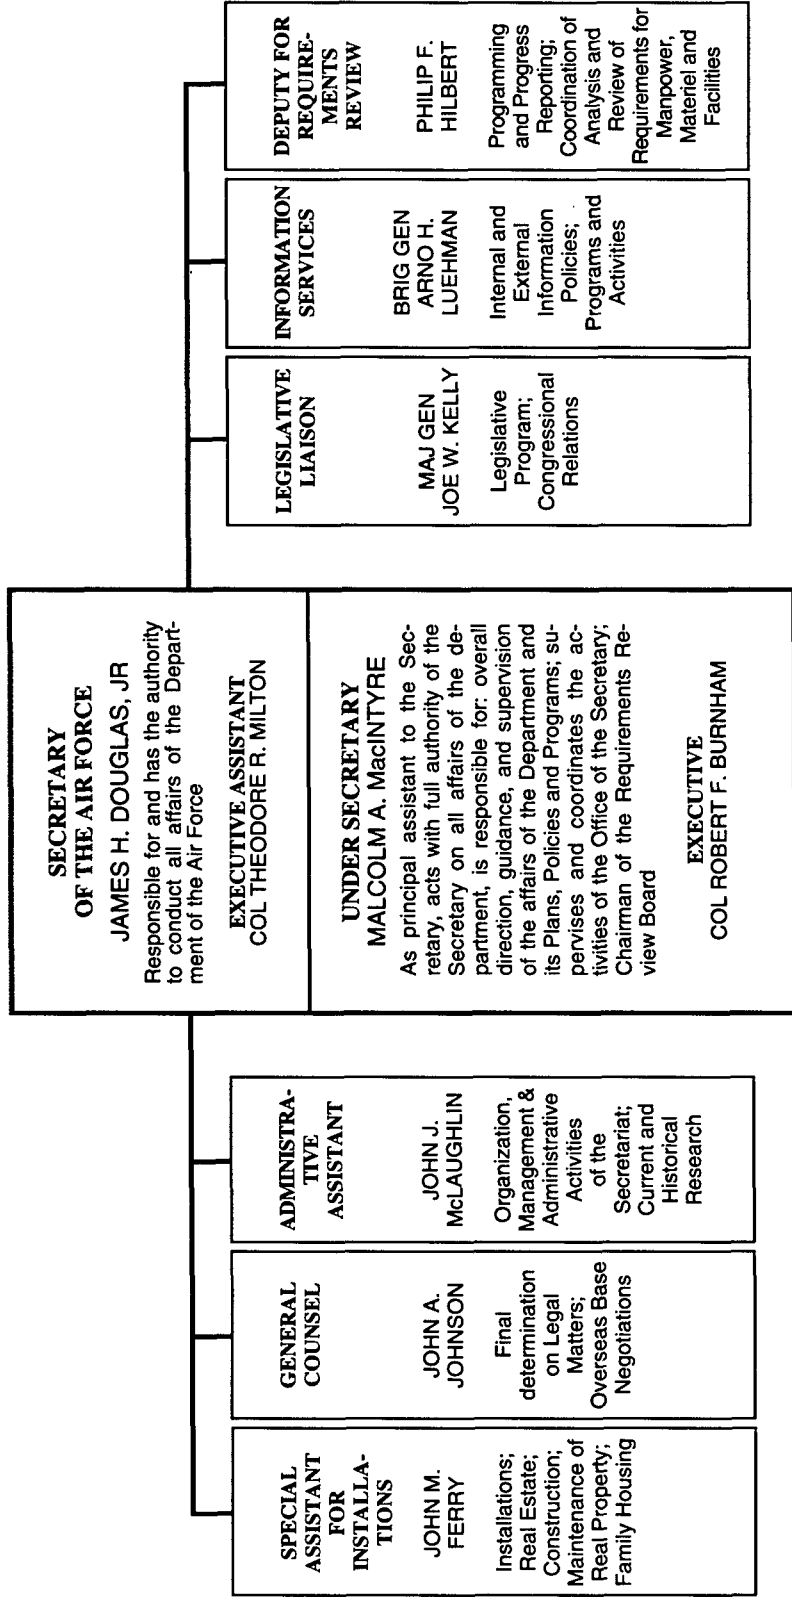 SECRETARY
OF THE AIR FORCE
JAMES H. DOUGLAS, JR
Responsible for and has the authority
to conduct all affairs of the Depart-
ment of the Air Force
EXECUTIVE ASSISTANT
COL THEODORE R. MILTON
UNDER SECRETARY
MALCOLM A. MacINTYRE
As principal assistant to the Sec-
retary, acts with full authority of the
Secretary on all affairs of the de-
partment, is responsible for: overall
direction, guidance, and supervision
of the affairs of the Department and
its Plans, Policies and Programs; su-
pervises and coordinates the ac-
tivities of the Office of the Secretary;
Chairman of the Requirements Re-
view Board
EXECUTIVE
COL ROBERT F. BURNHAM
SPECIAL
ASSISTANT
FOR
INSTALLA-
TIONS
JOHN M.
FERRY
Installations;
Real Estate;
Construction;
Maintenance of
Real Property;
Family Housing
GENERAL
COUNSEL
JOHN A.
JOHNSON
Final
determination
on Legal
Matters;
Overseas Base
Negotiations
ADMINISTRA-
TIVE
ASSISTANT
JOHN J.
McLAUGHLIN
Organization,
Management &
Administrative
Activities
of the
Secretariat;
Current and
Historical
Research
LEGISLATIVE
LIAISON
MAJ GEN
JOE W. KELLY
Legislative
Program;
Congressional
Relations
INFORMATION
SERVICES
BRIG GEN
ARNO H.
LUEHMAN
Internal and
External
Information
Policies;
Programs and
Activities
DEPUTY FOR
REQUIRE-
MENTS
REVIEW
PHILIP F.
HILBERT
Programming
and Progress
Reporting;
Coordination of
Analysis and
Review of
Requirements for
Manpower,
Materiel and
Facilities